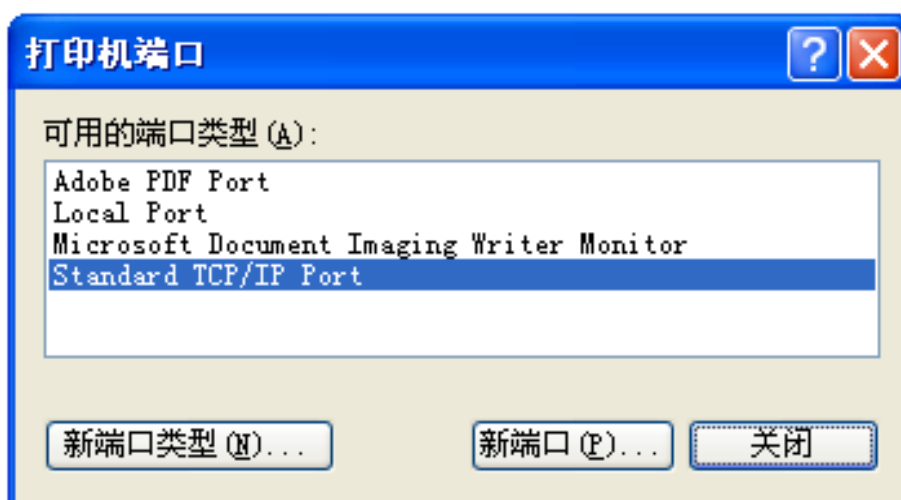 打印机端口
可用的端口类型(A):
Adobe PDF Port
Local Port
Microsoft Document Imaging Writer Monitor
Standard TCP/IP Port
新端口类型(N)...
新端口(P)...
关闭